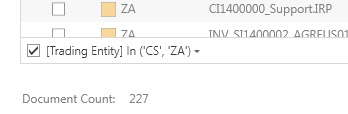 ZA CI1400000_Support.IRP
ZA INV_SI1400002_AGREUS01
[Trading Entity] In ('CS', 'ZA')
Document Count: 227